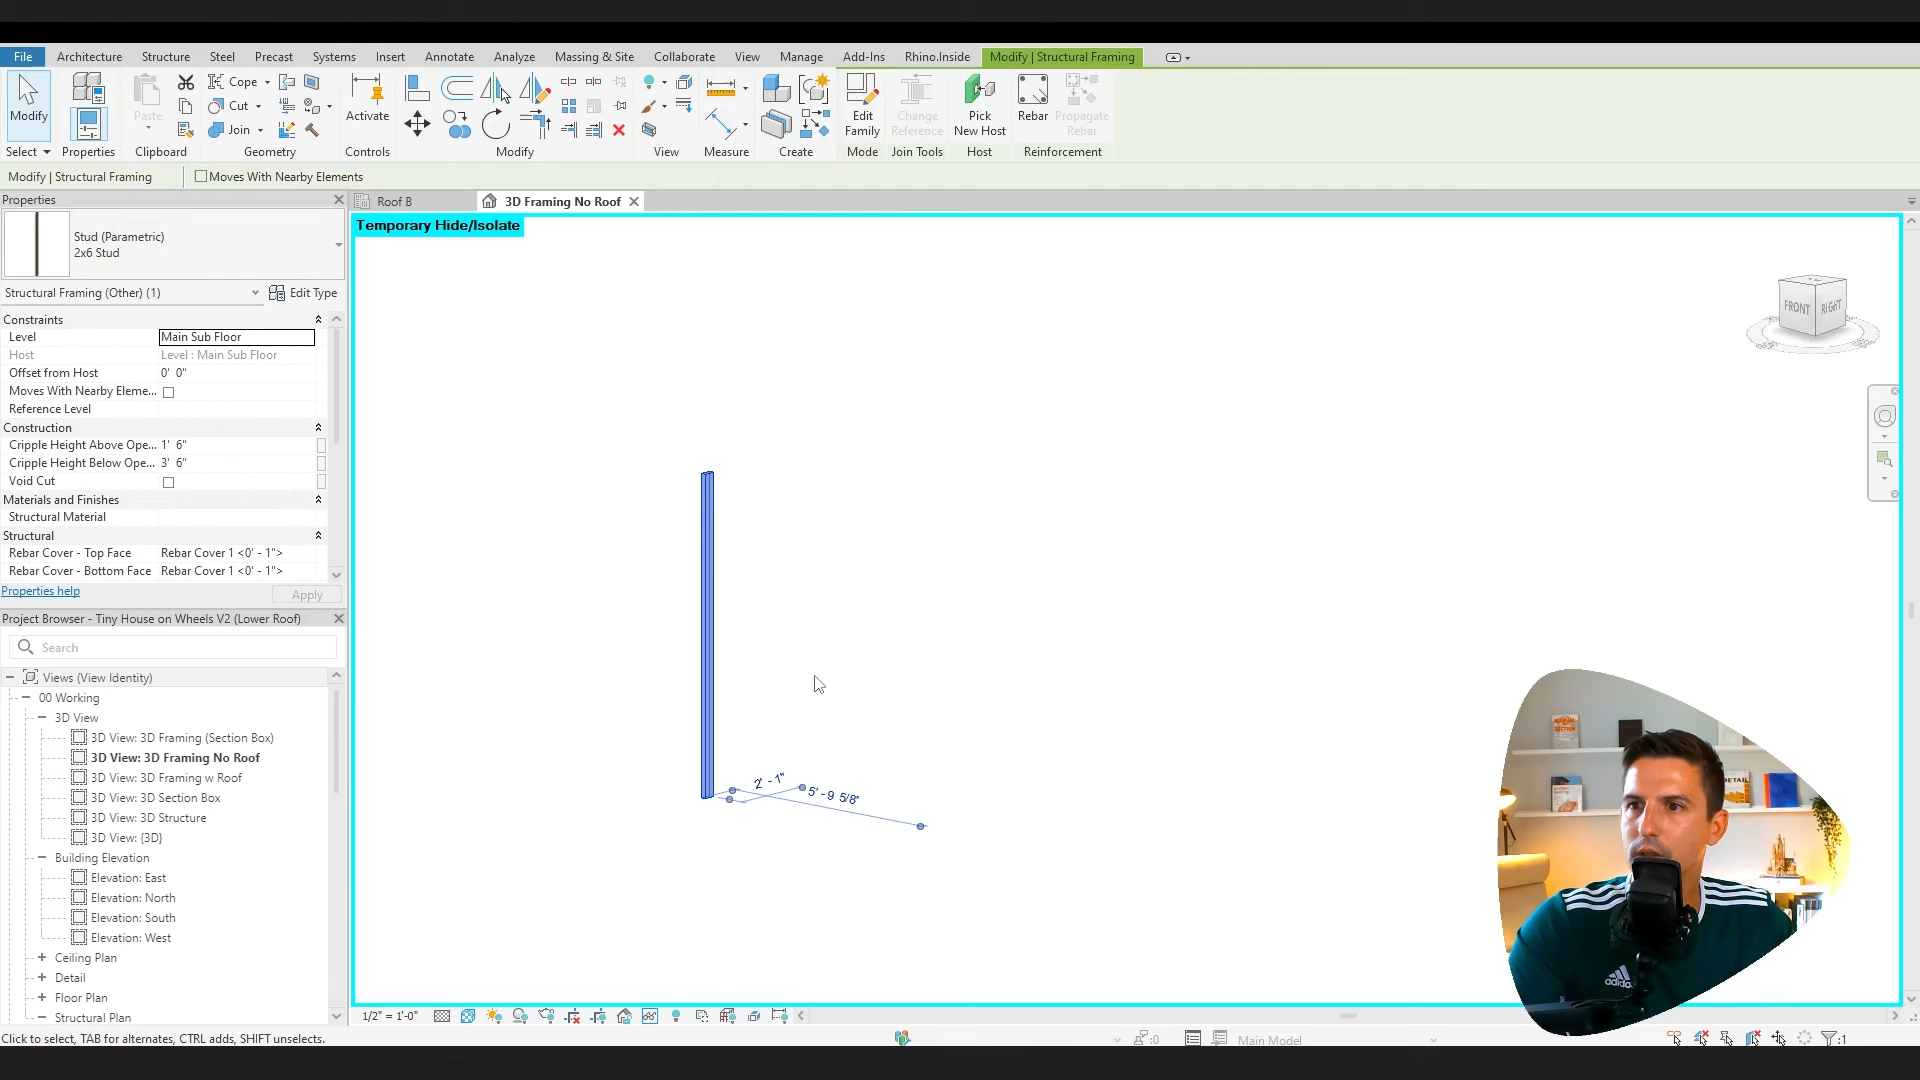 File Architecture Structure Steel Precast Systems Insert Annotate Analyze Massing & Site Collaborate View Manage Add-Ins Rhino.Inside Modify | Structural Framing
Modify
Select
Properties
Paste
Clipboard
Cope
Cut
Join
Geometry
Activate
Controls
Modify
View
Measure
Create
Edit
Family
Mode
Change
Reference
Join Tools
Pick
New Host
Host
Rebar
Propagate
Rebar
Reinforcement
Modify | Structural Framing Moves With Nearby Elements
Properties
Stud (Parametric)
2x6 Stud
Structural Framing (Other) (1) Edit Type
Constraints
Level Main Sub Floor
Host Level : Main Sub Floor
Offset from Host 0' 0"
Moves With Nearby Eleme...
Reference Level
Construction
Cripple Height Above Ope... 1' 6"
Cripple Height Below Ope... 3' 6"
Void Cut
Materials and Finishes
Structural Material
Structural
Rebar Cover - Top Face Rebar Cover 1 <0' - 1">
Rebar Cover - Bottom Face Rebar Cover 1 <0' - 1">
Properties help Apply
Project Browser - Tiny House on Wheels V2 (Lower Roof)
Search
Views (View Identity)
00 Working
3D View
3D View: 3D Framing (Section Box)
3D View: 3D Framing No Roof
3D View: 3D Framing w Roof
3D View: 3D Section Box
3D View: 3D Structure
3D View: {3D}
Building Elevation
Elevation: East
Elevation: North
Elevation: South
Elevation: West
Ceiling Plan
Detail
Floor Plan
Structural Plan
Roof B 3D Framing No Roof
Temporary Hide/Isolate
FRONT RIGHT
2' - 1"
5' - 9 5/8"
1/2" = 1'-0"
Click to select, TAB for alternates, CTRL adds, SHIFT unselects.
:0
Main Model
:1